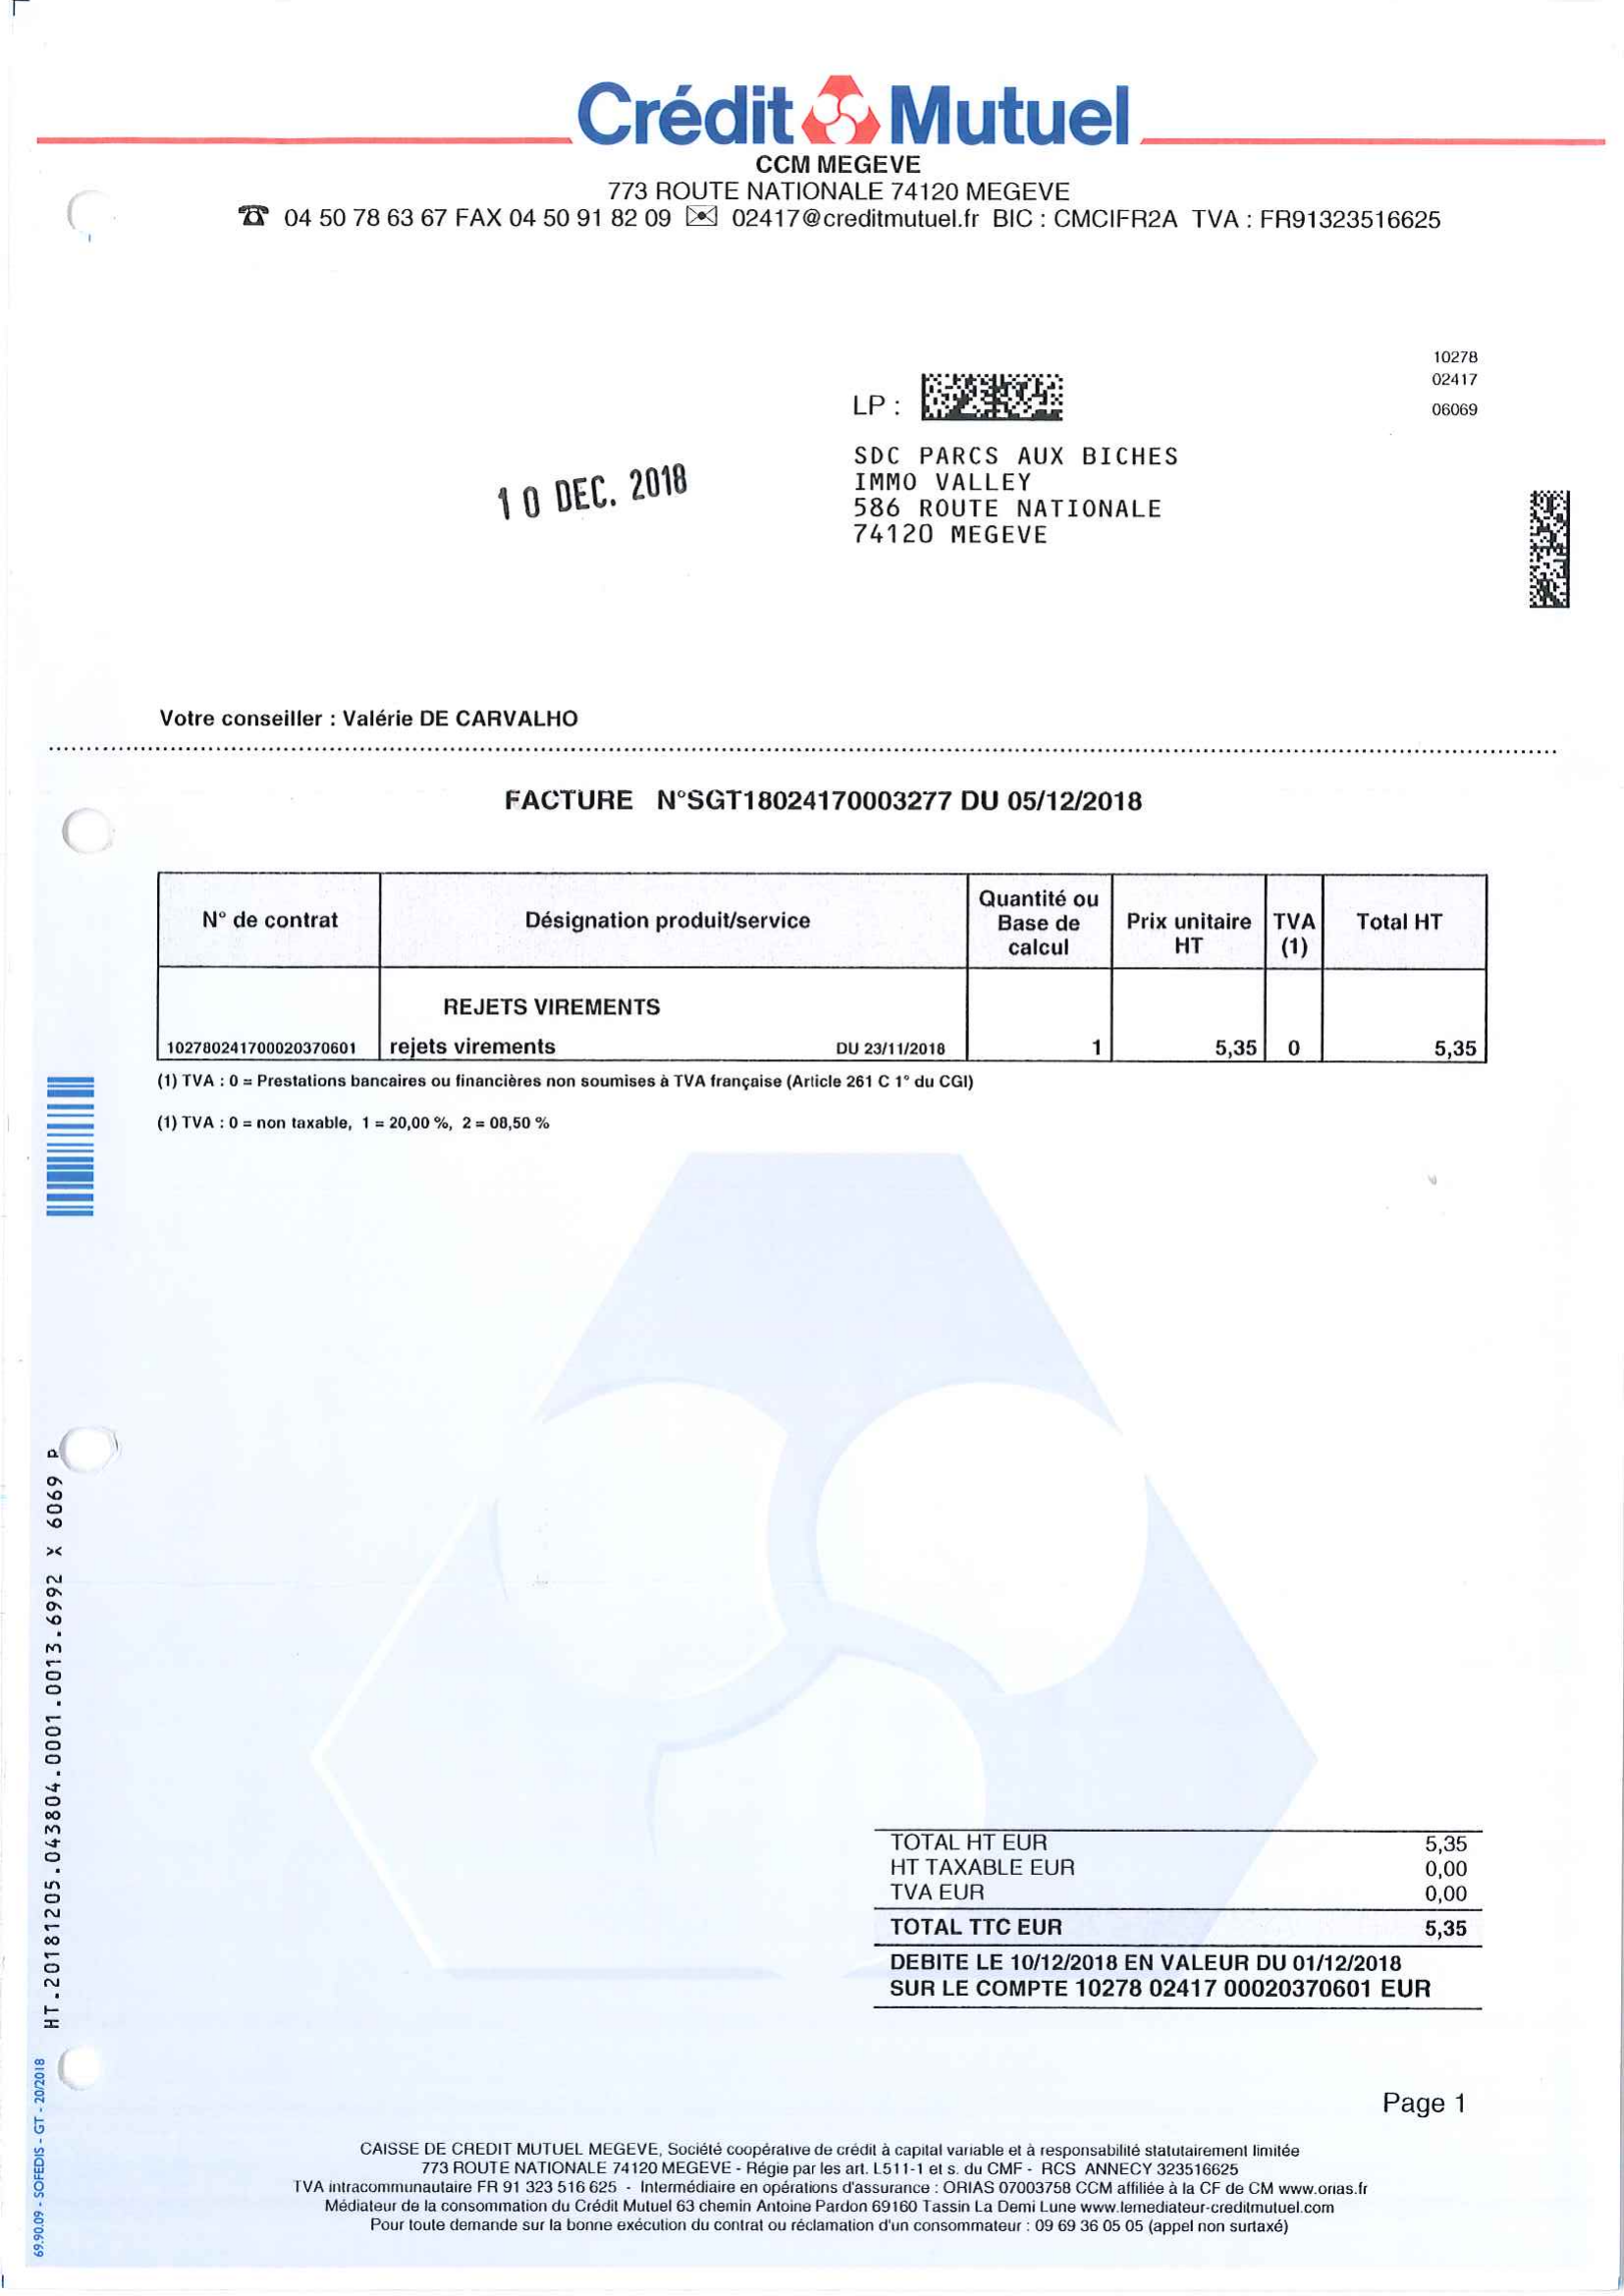 Crédit Mutuel
CCM MEGEVE
773 ROUTE NATIONALE 74120 MEGEVE
04 50 78 63 67 FAX 04 50 91 82 09 02417@creditmutuel.fr BIC : CMCIFR2A TVA : FR91323516625
10278
02417
06069
LP :
SDC PARCS AUX BICHES
IMMO VALLEY
586 ROUTE NATIONALE
74120 MEGEVE
10 DEC. 2018
Votre conseiller : Valérie DE CARVALHO
FACTURE N°SGT18024170003277 DU 05/12/2018
N° de contrat Désignation produit/service Quantité ou Base de calcul Prix unitaire HT TVA (1) Total HT
REJETS VIREMENTS
102780241700020370601 rejets virements DU 23/11/2018 1 5,35 0 5,35
(1) TVA : 0 = Prestations bancaires ou financières non soumises à TVA française (Article 261 C 1° du CGI)
(1) TVA : 0 = non taxable, 1 = 20,00 %, 2 = 08,50 %
HT.20181205.043804.0001.0013.6992 X 6069 P
69.90.09 - SOFEDIS - GT - 20/2018
TOTAL HT EUR 5,35
HT TAXABLE EUR 0,00
TVA EUR 0,00
TOTAL TTC EUR 5,35
DEBITE LE 10/12/2018 EN VALEUR DU 01/12/2018
SUR LE COMPTE 10278 02417 00020370601 EUR
Page 1
CAISSE DE CREDIT MUTUEL MEGEVE, Société coopérative de crédit à capital variable et à responsabilité statutairement limitée
773 ROUTE NATIONALE 74120 MEGEVE - Régie par les art. L511-1 et s. du CMF - RCS ANNECY 323516625
TVA intracommunautaire FR 91 323 516 625 - Intermédiaire en opérations d'assurance : ORIAS 07003758 CCM affiliée à la CF de CM www.orias.fr
Médiateur de la consommation du Crédit Mutuel 63 chemin Antoine Pardon 69160 Tassin La Demi Lune www.lemediateur-creditmutuel.com
Pour toute demande sur la bonne exécution du contrat ou réclamation d'un consommateur : 09 69 36 05 05 (appel non surtaxé)